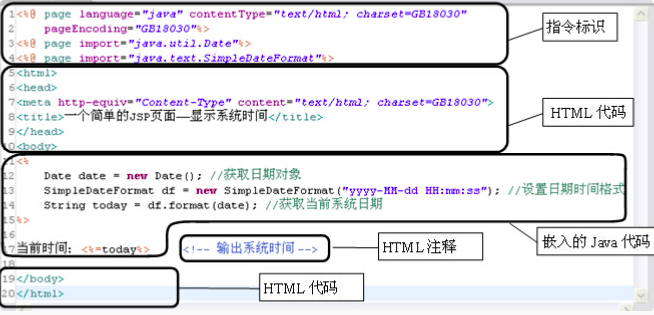 1 <%@ page language="java" contentType="text/html; charset=GB18030"
2 pageEncoding="GB18030"%>
3 <%@ page import="java.util.Date"%>
4 <%@ page import="java.text.SimpleDateFormat"%>
指令标识
5 <html>
6 <head>
7 <meta http-equiv="Content-Type" content="text/html; charset=GB18030">
8 <title>一个简单的JSP页面——显示系统时间</title>
9 </head>
10 <body>
HTML 代码
11 <%
12 Date date = new Date(); //获取日期对象
13 SimpleDateFormat df = new SimpleDateFormat("yyyy-MM-dd HH:mm:ss"); //设置日期时间格式
14 String today = df.format(date); //获取当前系统日期
15 %>
16
嵌入的 Java 代码
17 当前时间: <%=today%> <!-- 输出系统时间 -->
HTML 注释
18
19 </body>
20 </html>
HTML 代码